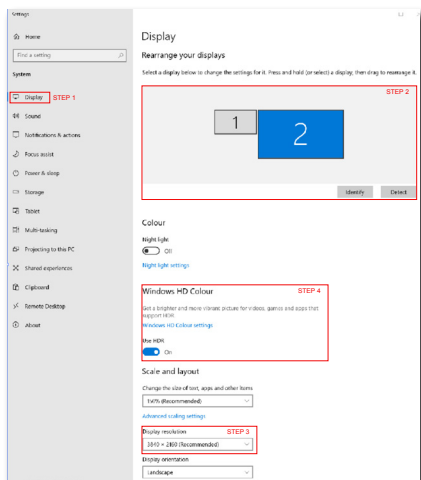 Settings
Home
Find a setting
System
Display STEP 1
Sound
Notifications & actions
Focus assist
Power & sleep
Storage
Tablet
Multi-tasking
Projecting to this PC
Shared experiences
Clipboard
Remote Desktop
About
Display
Rearrange your displays
Select a display below to change the settings for it. Press and hold (or select) a display, then drag to rearrange it.
STEP 2
1
2
Identify Detect
Colour
Night light
Off
Night light settings
Windows HD Colour STEP 4
Get a brighter and more vibrant picture for videos, games and apps that
support HDR.
Windows HD Colour settings
Use HDR
On
Scale and layout
Change the size of text, apps and other items
(Recommended)
Advanced scaling settings
Display resolution STEP 3
3840 × 2160 (Recommended)
Display orientation
Landscape